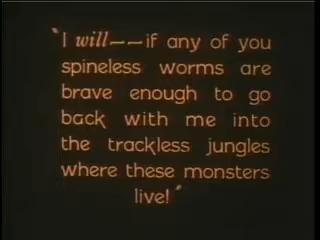 "I will——if any of you
spineless worms are
brave enough to go
back with me into
the trackless jungles
where these monsters
live!"